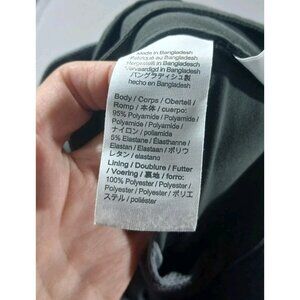 Made in Bangladesh
Fabriqué au Bangladesh
Hergestellt in Bangladesh
Vervaardigd in Bangladesh
バングラディシュ製
hecho en Bangladesh
Body / Corps / Oberteil /
Romp / 本体 / cuerpo:
95% Polyamide / Polyamide /
Polyamid / Polyamide /
ナイロン / poliamida
5% Elastane / Élasthanne /
Elastan / Elastaan / ポリウ
レタン / elastano
Lining / Doublure / Futter
/ Voering / 裏地 / forro:
100% Polyester / Polyester /
Polyester / Polyester / ポリエ
ステル / poliéster